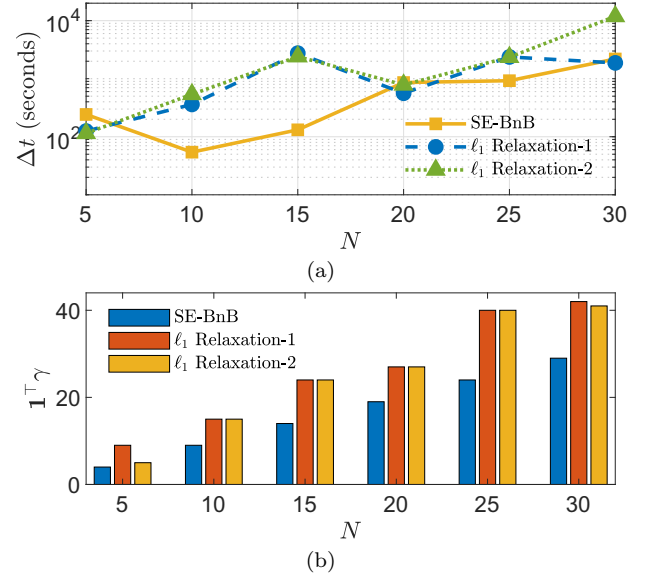 10^4
10^2
Δt (seconds)
SE-BnB
ℓ₁ Relaxation-1
ℓ₁ Relaxation-2
5 10 15 20 25 30
N
(a)
40
20
0
1^⊤γ
SE-BnB
ℓ₁ Relaxation-1
ℓ₁ Relaxation-2
5 10 15 20 25 30
N
(b)